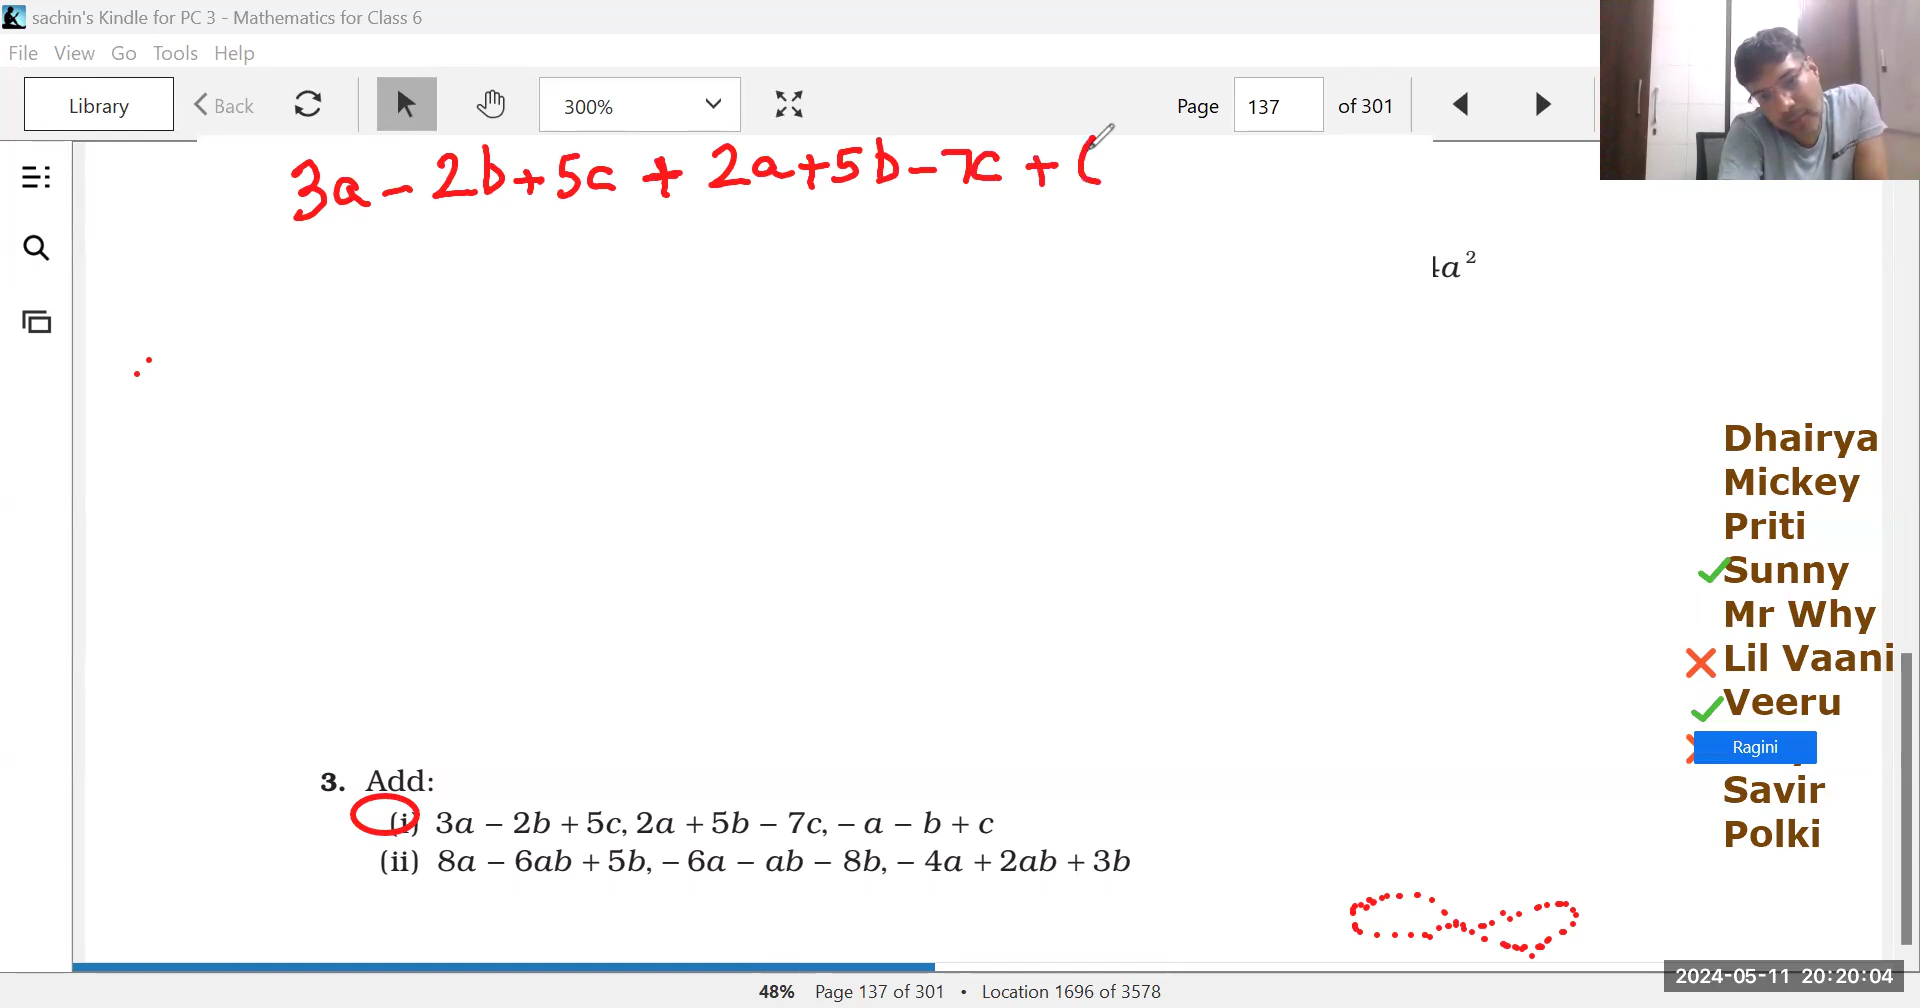 sachin's Kindle for PC 3 - Mathematics for Class 6
File View Go Tools Help
Library Back 300% Page 137 of 301
3a - 2b + 5c + 2a + 5b - 7c + (
4a²
3. Add:
(i) 3a - 2b + 5c, 2a + 5b - 7c, - a - b + c
(ii) 8a - 6ab + 5b, - 6a - ab - 8b, - 4a + 2ab + 3b
Dhairya
Mickey
Priti
Sunny
Mr Why
Lil Vaani
Veeru
Ragini
Savir
Polki
48% Page 137 of 301 • Location 1696 of 3578
2024-05-11 20:20:04